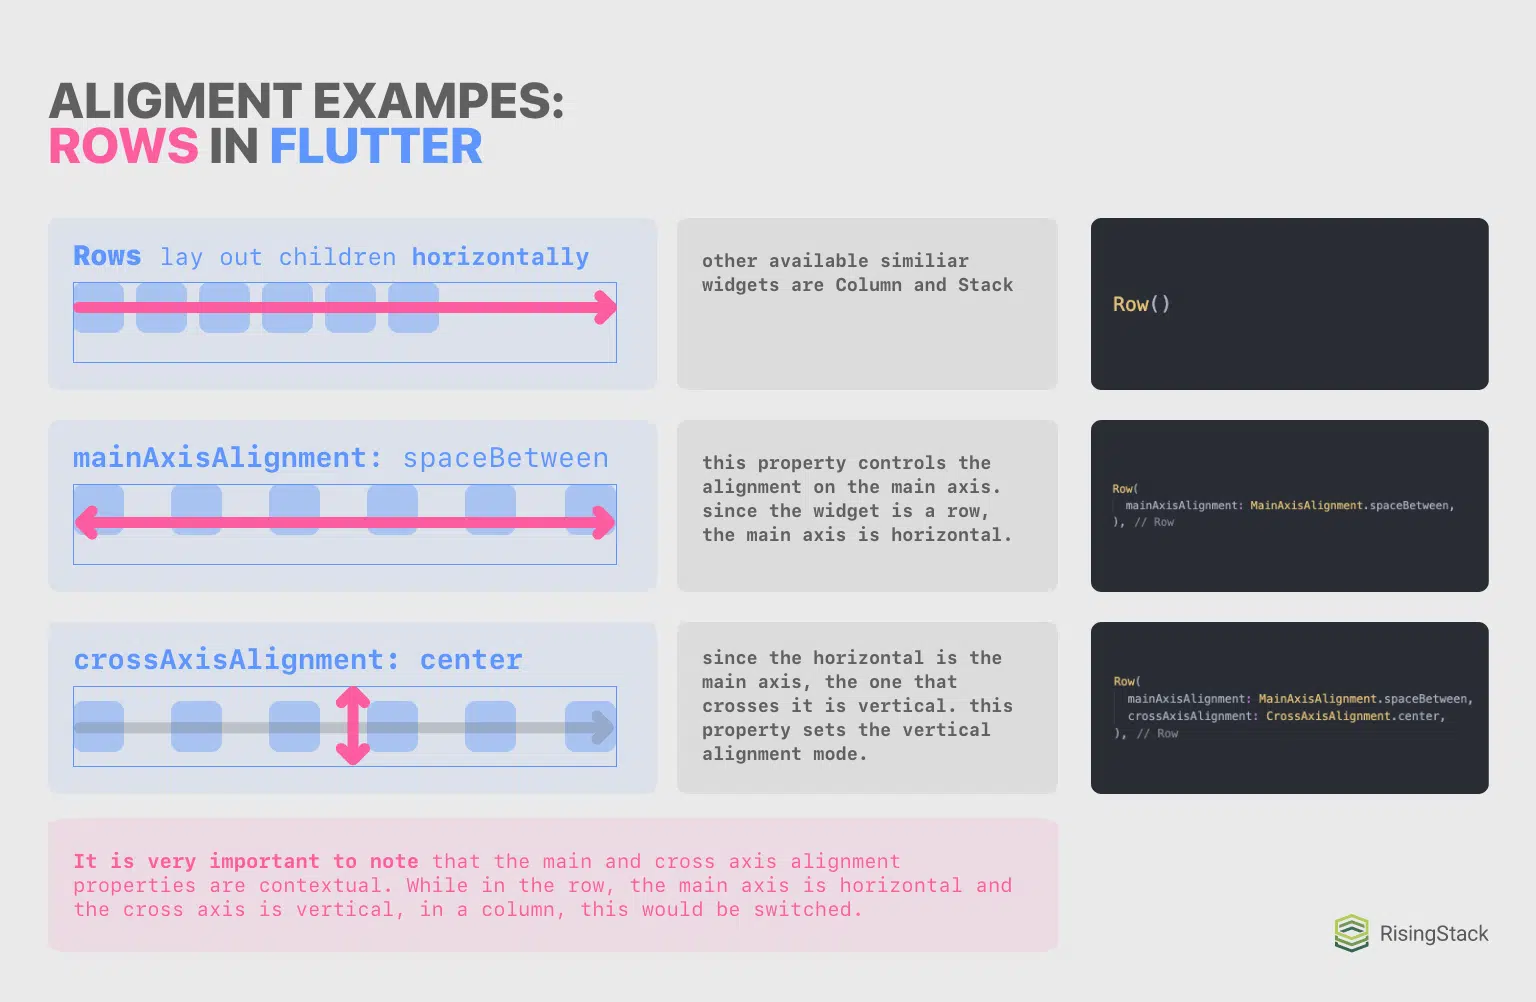 ALIGMENT EXAMPES:
ROWS IN FLUTTER
Rows lay out children horizontally
other available similiar
widgets are Column and Stack
Row()
mainAxisAlignment: spaceBetween
this property controls the
alignment on the main axis.
since the widget is a row,
the main axis is horizontal.
Row(
mainAxisAlignment: MainAxisAlignment.spaceBetween,
), // Row
crossAxisAlignment: center
since the horizontal is the
main axis, the one that
crosses it is vertical. this
property sets the vertical
alignment mode.
Row(
mainAxisAlignment: MainAxisAlignment.spaceBetween,
crossAxisAlignment: CrossAxisAlignment.center,
), // Row
It is very important to note that the main and cross axis alignment
properties are contextual. While in the row, the main axis is horizontal and
the cross axis is vertical, in a column, this would be switched.
RisingStack